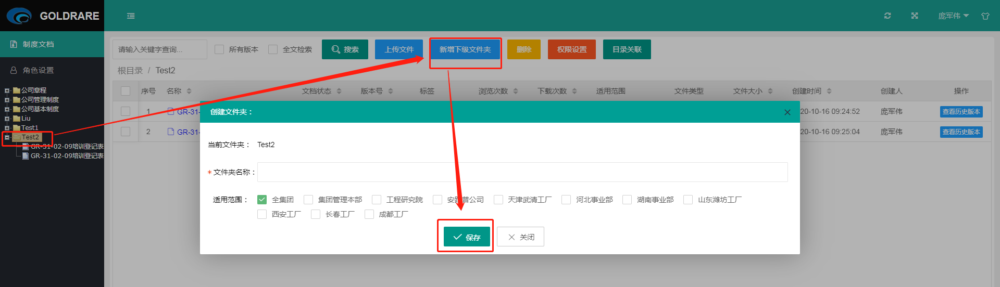 GOLDRARE
庞军伟
制度文档
角色设置
公司章程
公司管理制度
公司基本制度
Liu
Test1
Test2
GR-31-02-09培训登记表
GR-31-02-09培训登记表
请输入关键字查询... 所有版本 全文检索 搜索 上传文件 新增下级文件夹 删除 权限设置 目录关联
根目录 / Test2
序号 名称 文档状态 版本号 标签 浏览次数 下载次数 适用范围 文件类型 文件大小 创建时间 创建人 操作
1 GR-31- 20-10-16 09:24:52 庞军伟 查看历史版本
2 GR-31- 20-10-16 09:25:04 庞军伟 查看历史版本
创建文件夹：
当前文件夹： Test2
*文件夹名称：
适用范围： 全集团 集团管理本部 工程研究院 安 普公司 天津武清工厂 河北事业部 湖南事业部 山东潍坊工厂
西安工厂 长春工厂 成都工厂
保存 关闭